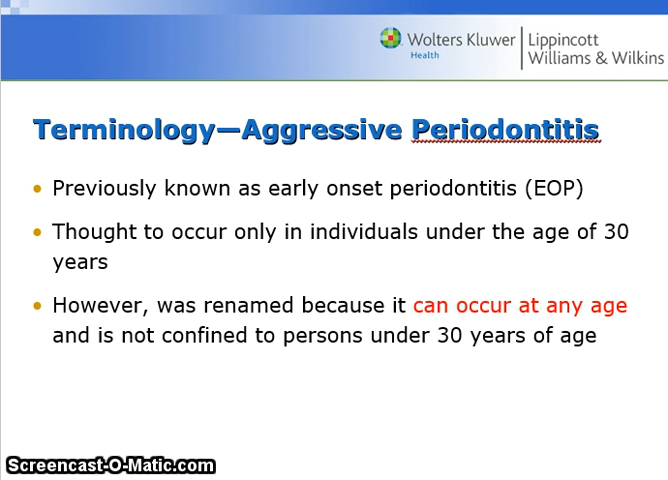 Wolters Kluwer
Health
Lippincott
Williams & Wilkins
Terminology—Aggressive Periodontitis
• Previously known as early onset periodontitis (EOP)
• Thought to occur only in individuals under the age of 30
years
• However, was renamed because it can occur at any age
and is not confined to persons under 30 years of age
Screencast-O-Matic.com